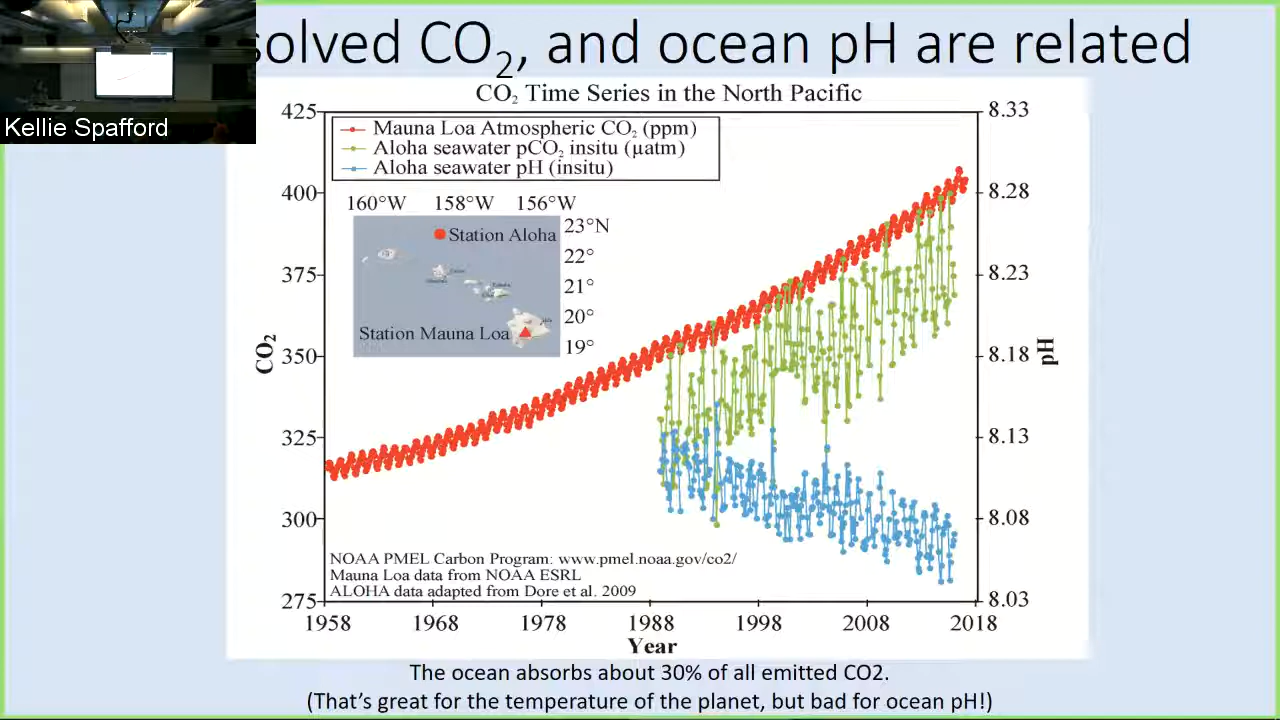 solved CO₂, and ocean pH are related
Kellie Spafford
CO₂ Time Series in the North Pacific
Mauna Loa Atmospheric CO₂ (ppm)
Aloha seawater pCO₂ insitu (µatm)
Aloha seawater pH (insitu)
160°W 158°W 156°W
23°N
22°
21°
20°
19°
Station Aloha
Station Mauna Loa
425
400
375
350
325
300
275
CO₂
8.33
8.28
8.23
8.18
8.13
8.08
8.03
pH
NOAA PMEL Carbon Program: www.pmel.noaa.gov/co2/
Mauna Loa data from NOAA ESRL
ALOHA data adapted from Dore et al. 2009
1958 1968 1978 1988 1998 2008 2018
Year
The ocean absorbs about 30% of all emitted CO2.
(That’s great for the temperature of the planet, but bad for ocean pH!)